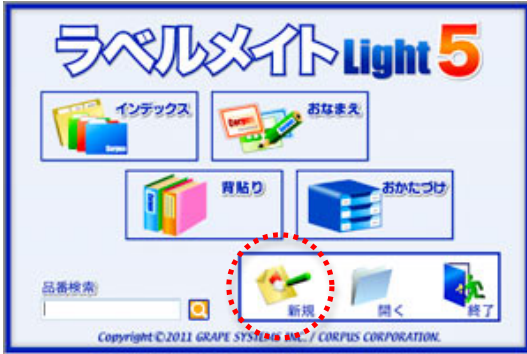 ラベルメイト Light 5
インデックス
おなまえ
背貼り
おかたづけ
品番検索
新規
開く
終了
Copyright©2011 GRAPE SYSTEMS INC. / CORPUS CORPORATION.